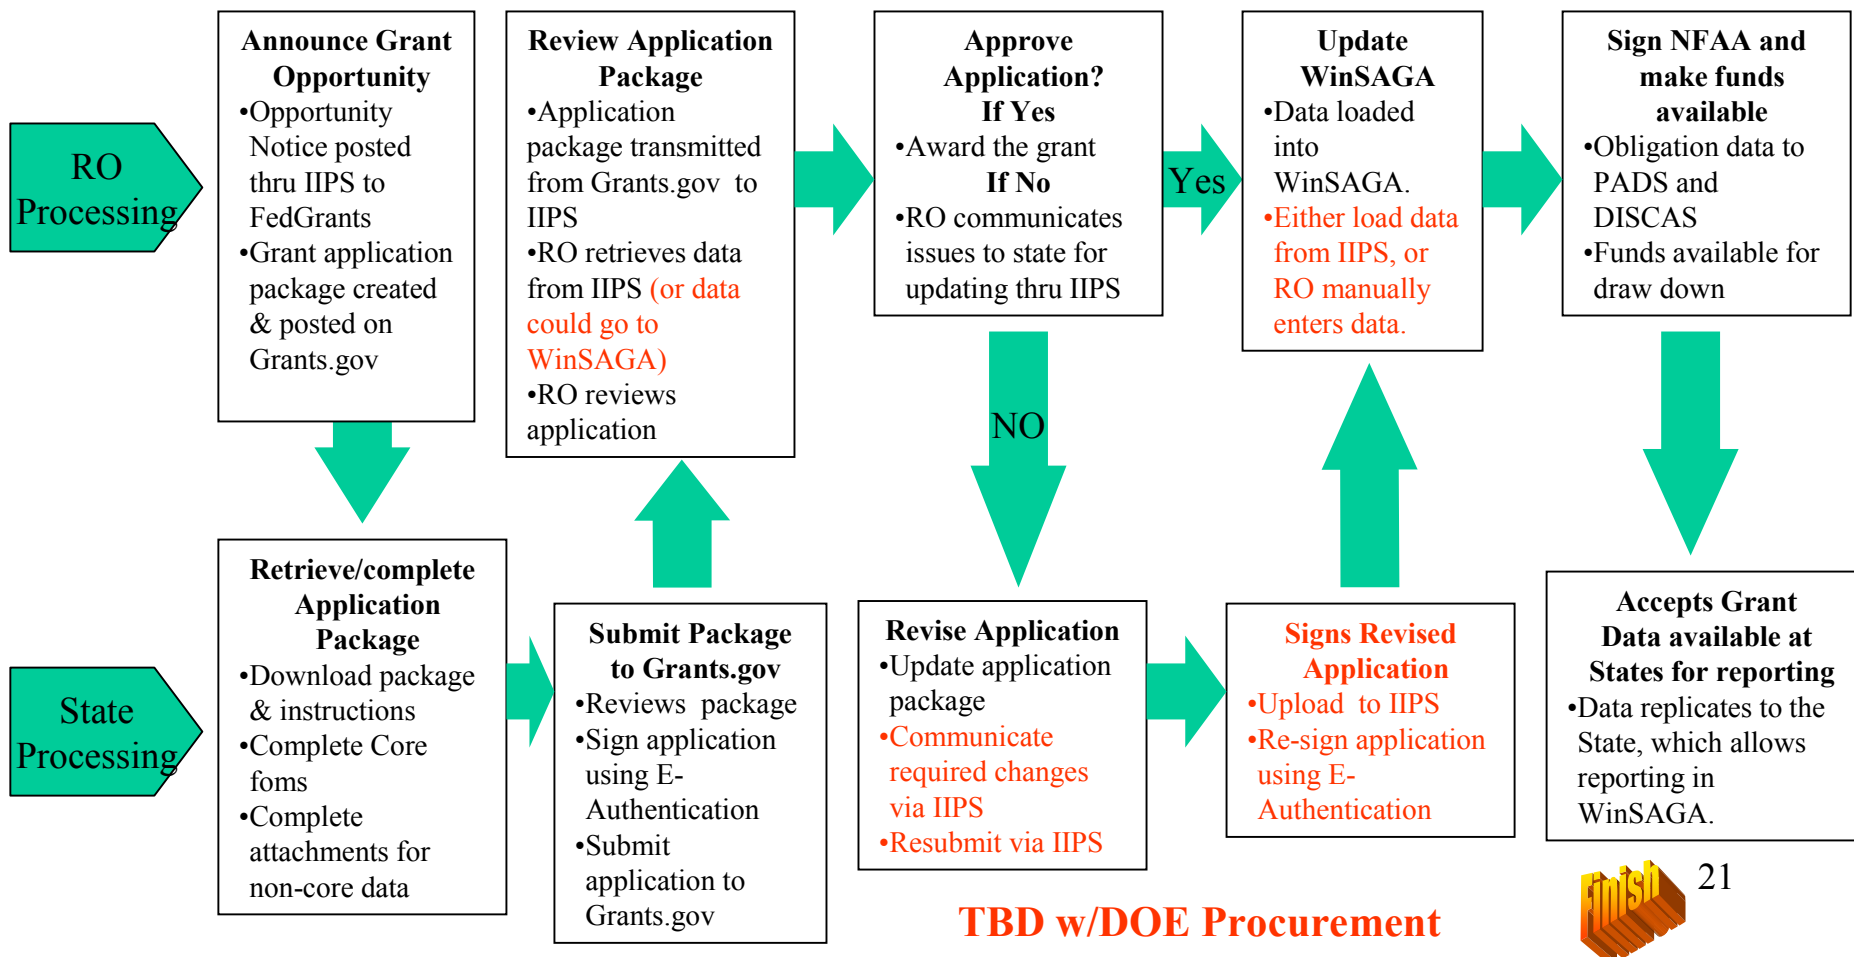 RO
Processing
Announce Grant
Opportunity
•Opportunity
Notice posted
thru IIPS to
FedGrants
•Grant application
package created
& posted on
Grants.gov
Review Application
Package
•Application
package transmitted
from Grants.gov to
IIPS
•RO retrieves data
from IIPS (or data
could go to
WinSAGA)
•RO reviews
application
Approve
Application?
If Yes
•Award the grant
If No
•RO communicates
issues to state for
updating thru IIPS
Yes
Update
WinSAGA
•Data loaded
into
WinSAGA.
•Either load data
from IIPS, or
RO manually
enters data.
Sign NFAA and
make funds
available
•Obligation data to
PADS and
DISCAS
•Funds available for
draw down
NO
State
Processing
Retrieve/complete
Application
Package
•Download package
& instructions
•Complete Core
foms
•Complete
attachments for
non-core data
Submit Package
to Grants.gov
•Reviews package
•Sign application
using E-
Authentication
•Submit
application to
Grants.gov
Revise Application
•Update application
package
•Communicate
required changes
via IIPS
•Resubmit via IIPS
Signs Revised
Application
•Upload to IIPS
•Re-sign application
using E-
Authentication
Accepts Grant
Data available at
States for reporting
•Data replicates to the
State, which allows
reporting in
WinSAGA.
TBD w/DOE Procurement
Finish
21